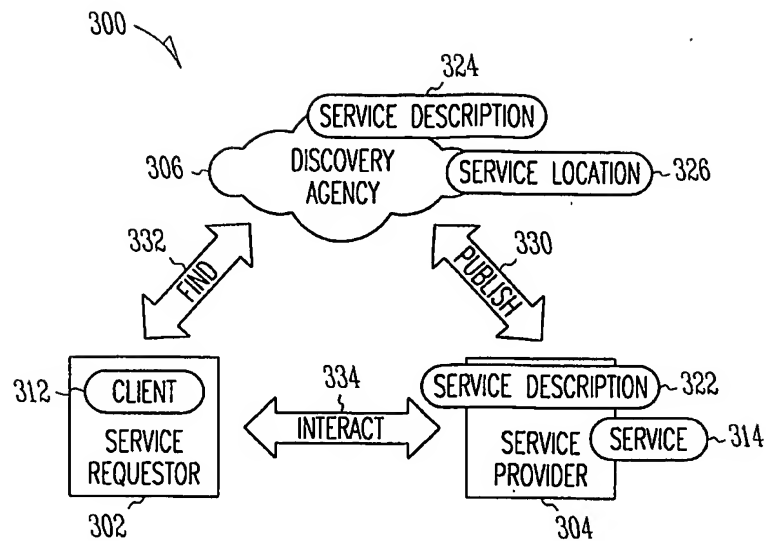 300
324
SERVICE DESCRIPTION
306
DISCOVERY
AGENCY
SERVICE LOCATION
326
332
FIND
330
PUBLISH
312
CLIENT
SERVICE
REQUESTOR
302
334
INTERACT
SERVICE DESCRIPTION
322
SERVICE
PROVIDER
SERVICE
314
304